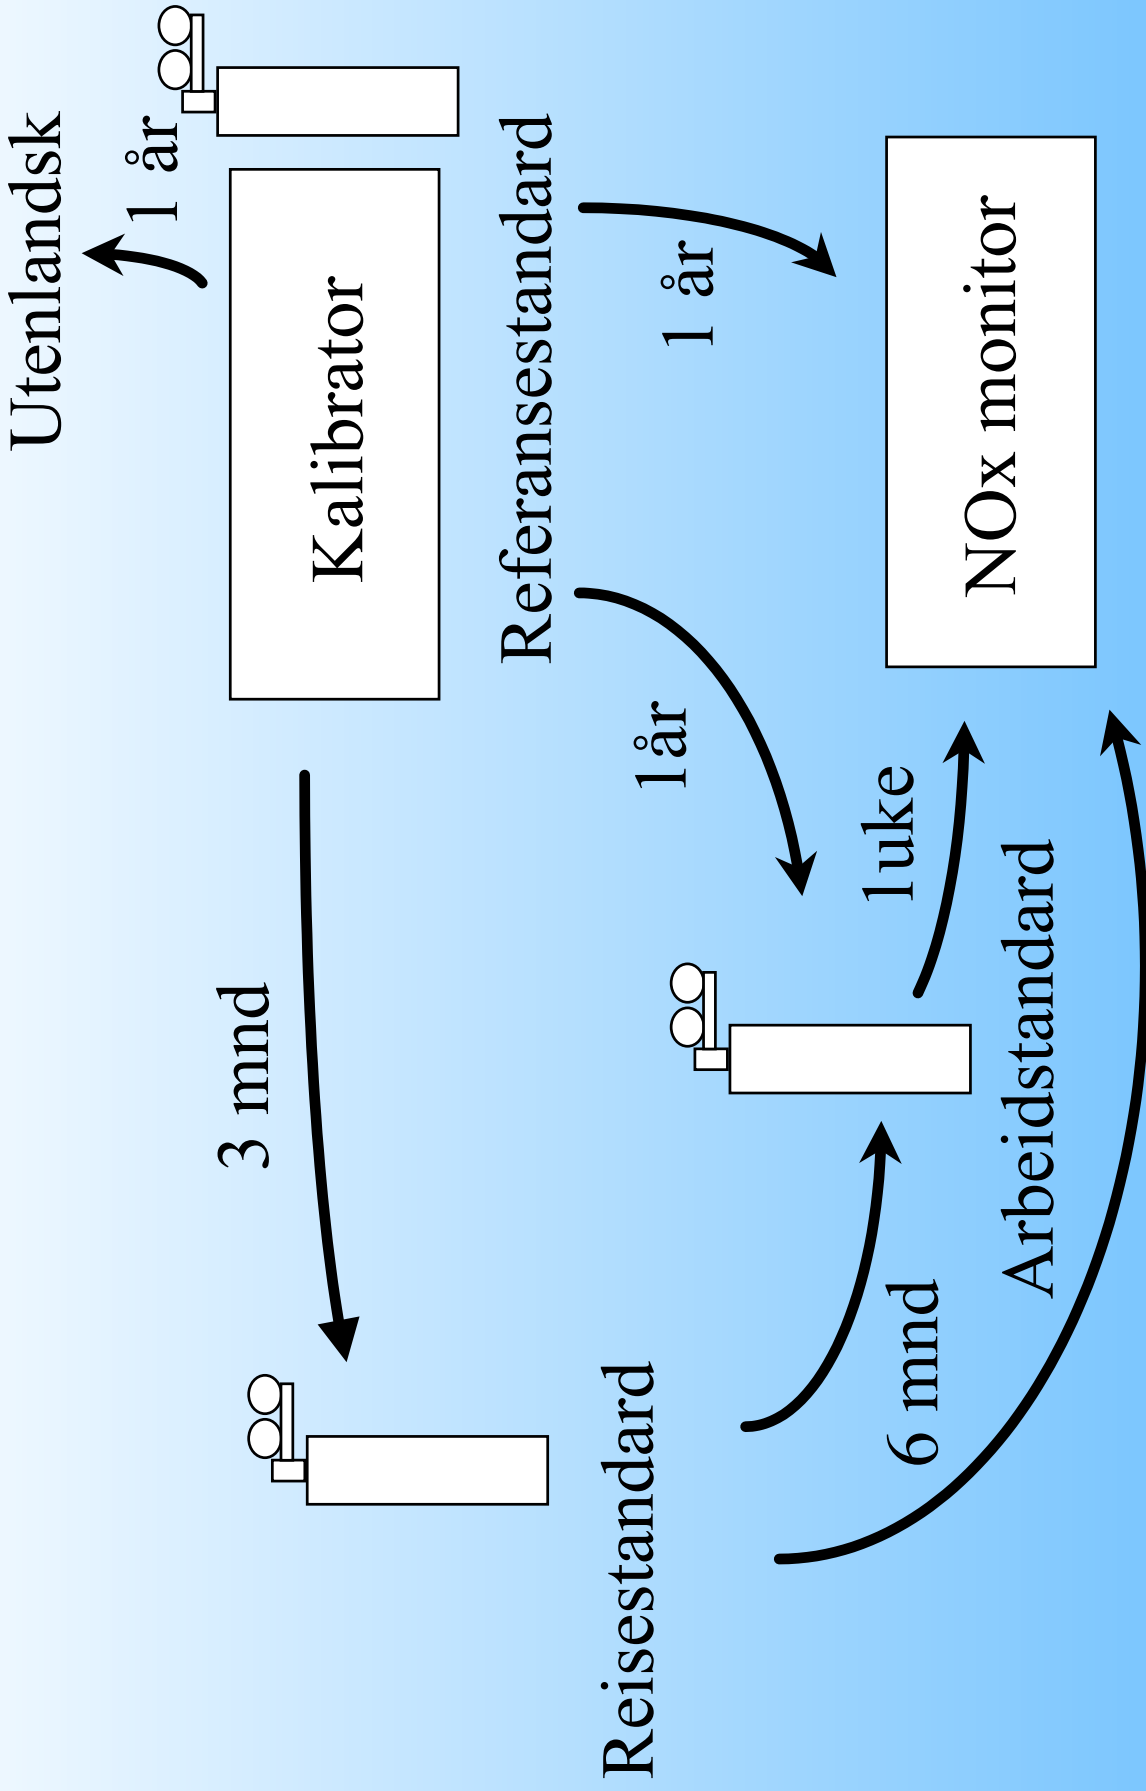 Utenlandsk
1 år
Kalibrator
3 mnd
Referansestandard
1 år
1år
Reisestandard
1uke
6 mnd
NOx monitor
Arbeidstandard